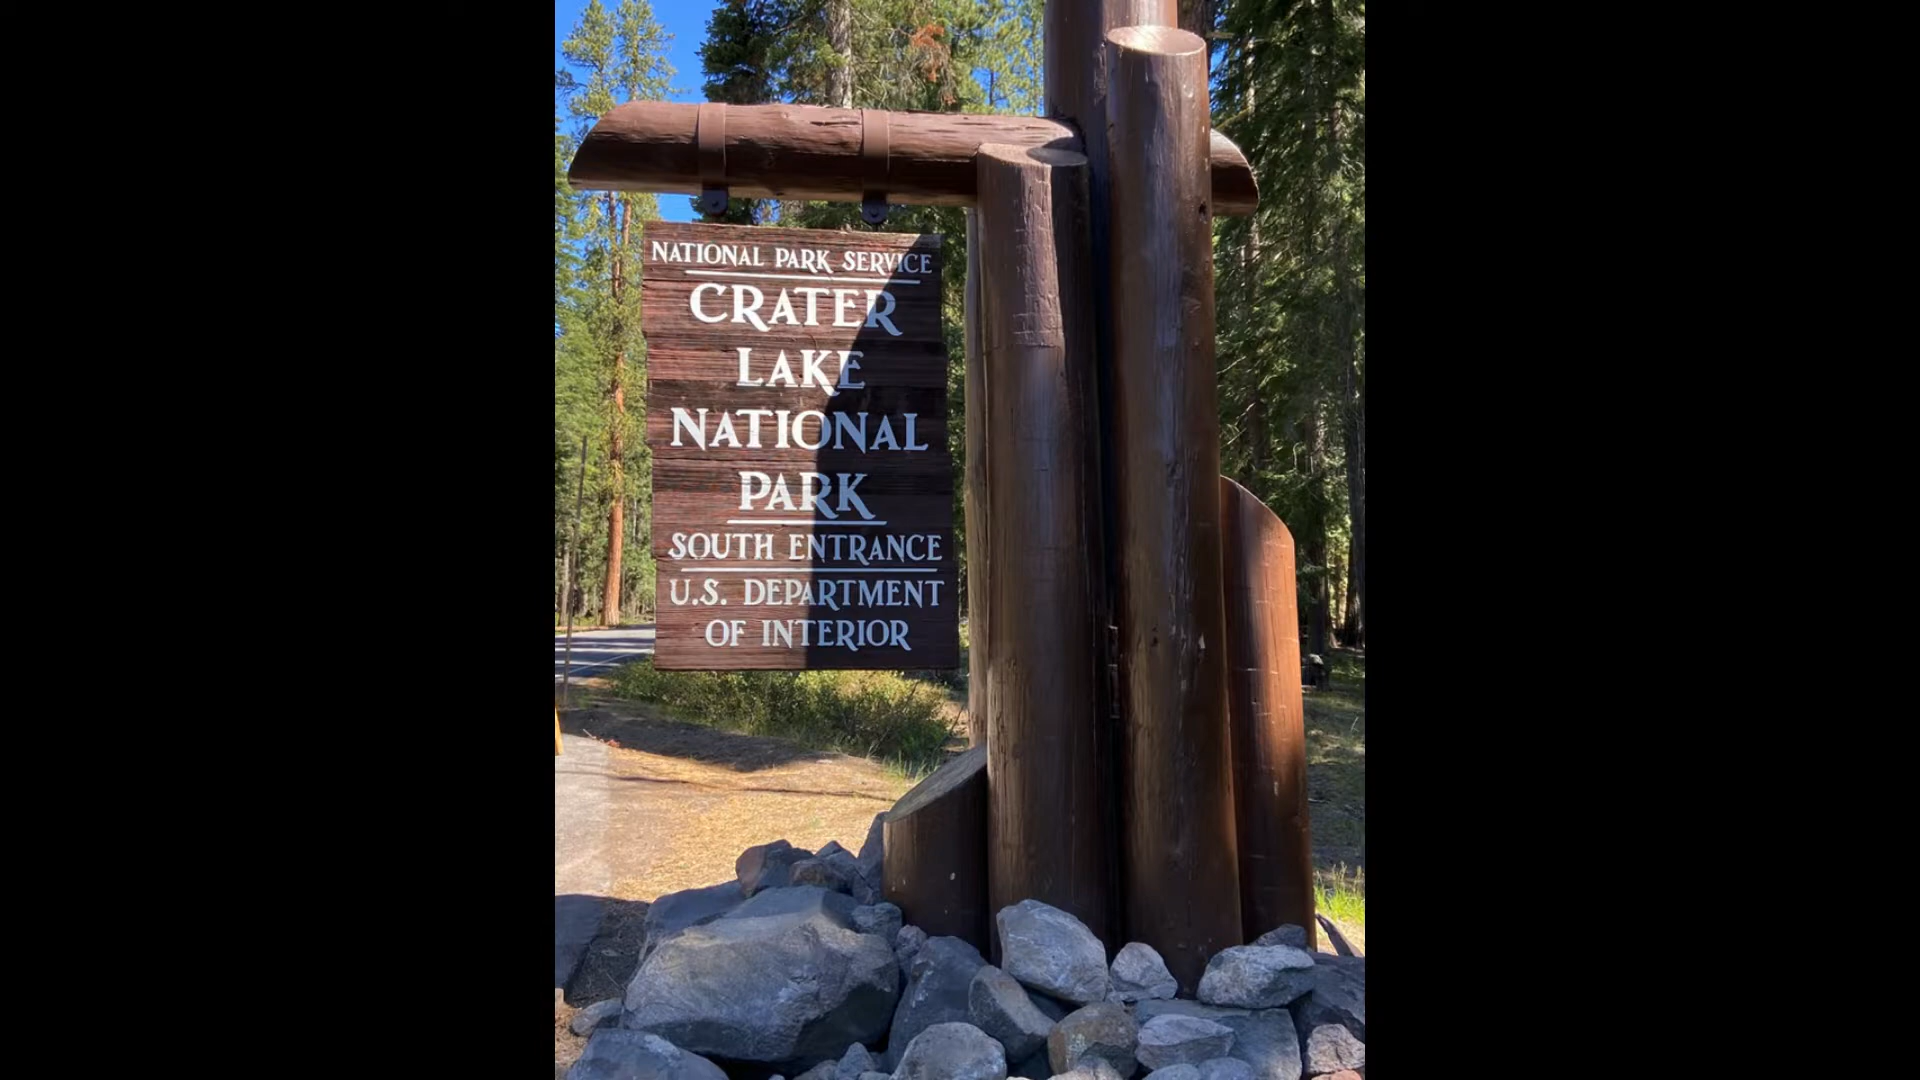 NATIONAL PARK SERVICE
CRATER
LAKE
NATIONAL
PARK
SOUTH ENTRANCE
U.S. DEPARTMENT
OF INTERIOR